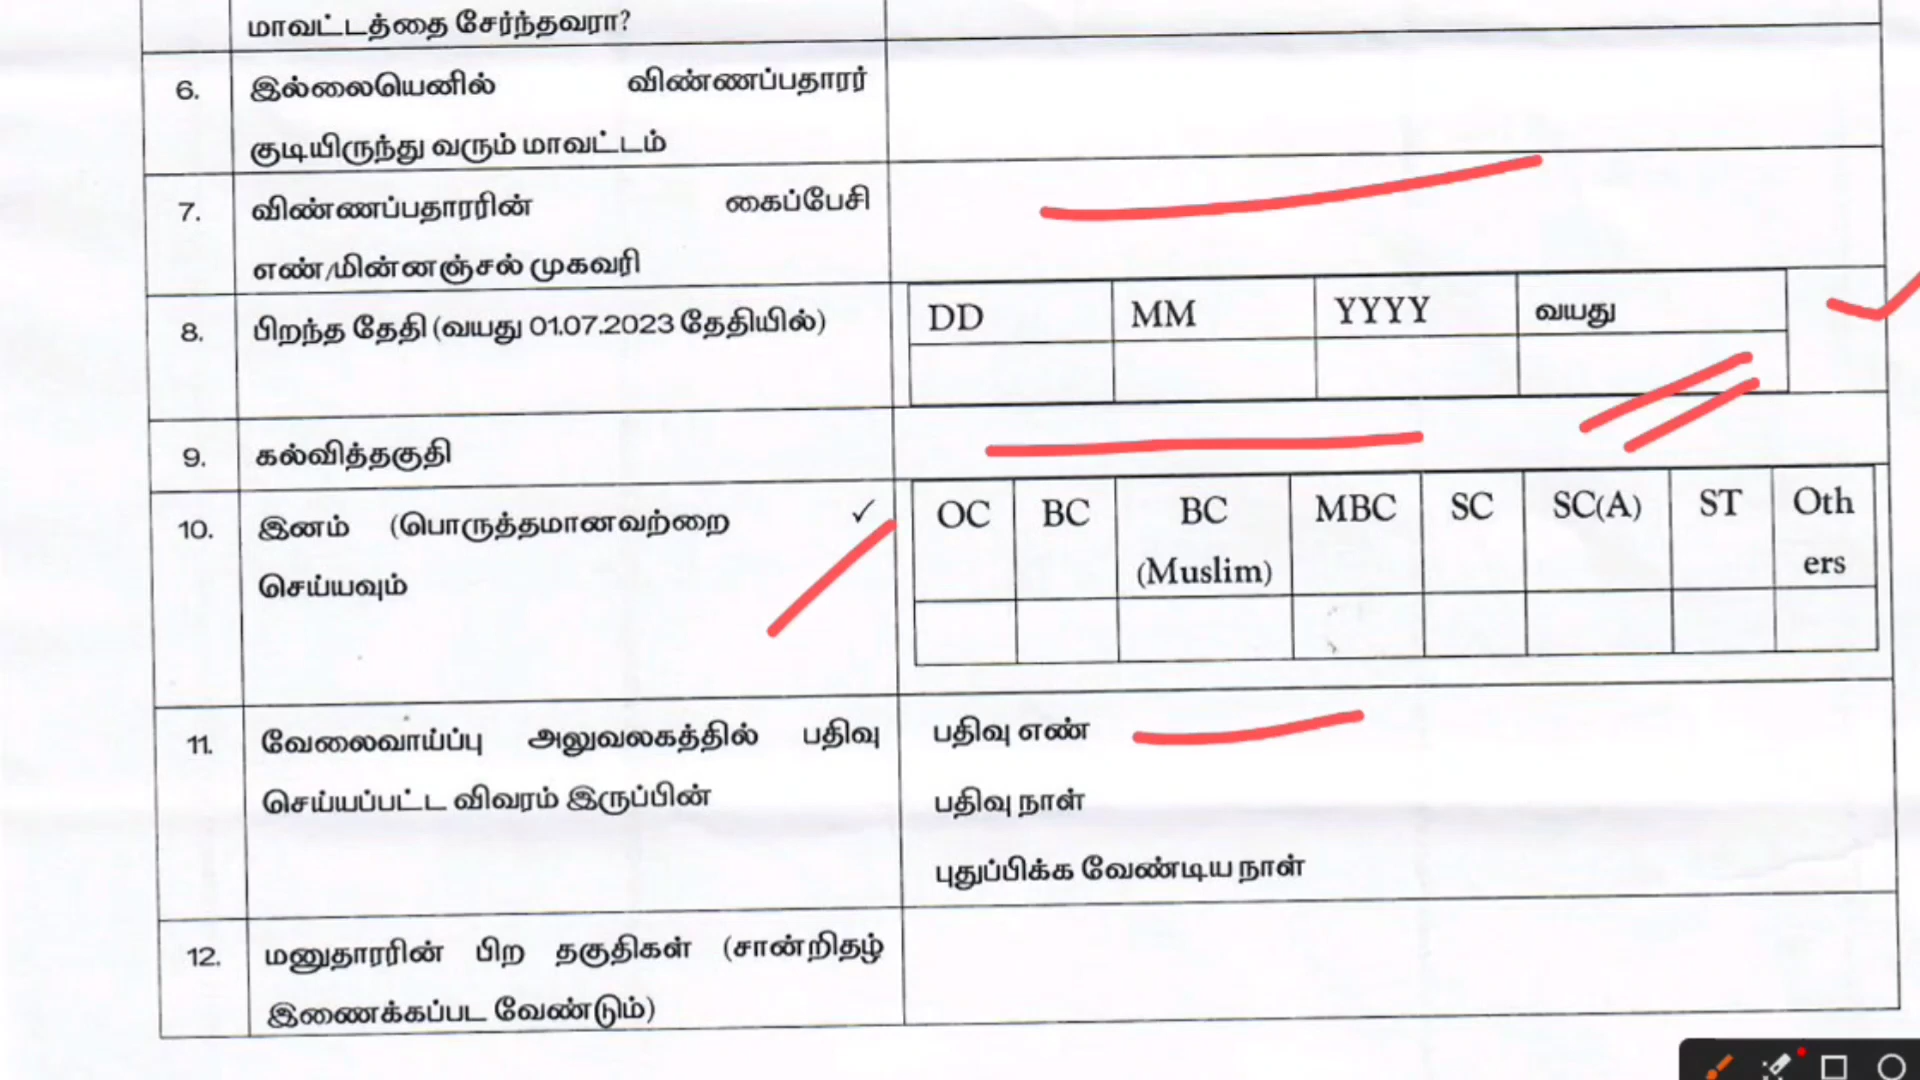 மாவட்டத்தை சேர்ந்தவரா?
6. இல்லையெனில் விண்ணப்பதாரர்
குடியிருந்து வரும் மாவட்டம்
7. விண்ணப்பதாரரின் கைப்பேசி
எண்/மின்னஞ்சல் முகவரி
8. பிறந்த தேதி (வயது 01.07.2023 தேதியில்) DD MM YYYY வயது
9. கல்வித்தகுதி
10. இனம் (பொருத்தமானவற்றை ✓ OC BC BC MBC SC SC(A) ST Oth
செய்யவும் (Muslim) ers
11. வேலைவாய்ப்பு அலுவலகத்தில் பதிவு பதிவு எண்
செய்யப்பட்ட விவரம் இருப்பின் பதிவு நாள்
புதுப்பிக்க வேண்டிய நாள்
12. மனுதாரரின் பிற தகுதிகள் (சான்றிதழ்
இணைக்கப்பட வேண்டும்)